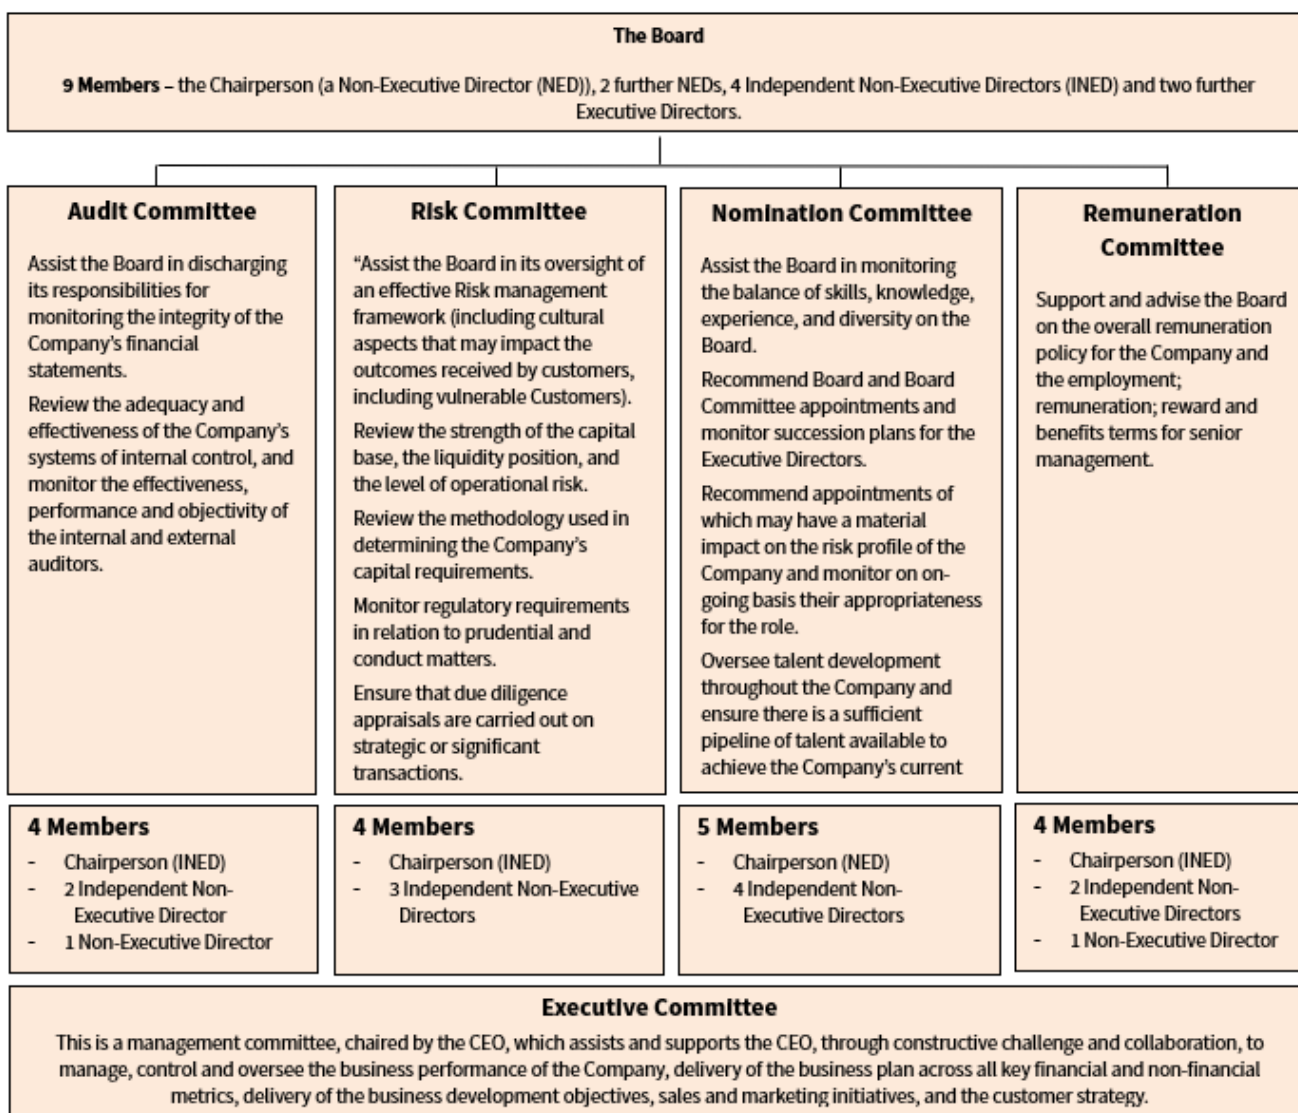 The Board
9 Members – the Chairperson (a Non-Executive Director (NED)), 2 further NEDs, 4 Independent Non-Executive Directors (INED) and two further
Executive Directors.
Audit Committee
Assist the Board in discharging
its responsibilities for
monitoring the integrity of the
Company's financial
statements.
Review the adequacy and
effectiveness of the Company's
systems of internal control, and
monitor the effectiveness,
performance and objectivity of
the internal and external
auditors.
Risk Committee
“Assist the Board in its oversight of
an effective Risk management
framework (including cultural
aspects that may impact the
outcomes received by customers,
including vulnerable Customers).
Review the strength of the capital
base, the liquidity position, and
the level of operational risk.
Review the methodology used in
determining the Company's
capital requirements.
Monitor regulatory requirements
in relation to prudential and
conduct matters.
Ensure that due diligence
appraisals are carried out on
strategic or significant
transactions.
Nomination Committee
Assist the Board in monitoring
the balance of skills, knowledge,
experience, and diversity on the
Board.
Recommend Board and Board
Committee appointments and
monitor succession plans for the
Executive Directors.
Recommend appointments of
which may have a material
impact on the risk profile of the
Company and monitor on on-
going basis their appropriateness
for the role.
Oversee talent development
throughout the Company and
ensure there is a sufficient
pipeline of talent available to
achieve the Company's current
Remuneration
Committee
Support and advise the Board
on the overall remuneration
policy for the Company and
the employment;
remuneration; reward and
benefits terms for senior
management.
4 Members
- Chairperson (INED)
- 2 Independent Non-
Executive Director
- 1 Non-Executive Director
4 Members
- Chairperson (INED)
- 3 Independent Non-Executive
Directors
5 Members
- Chairperson (NED)
- 4 Independent Non-
Executive Directors
4 Members
- Chairperson (INED)
- 2 Independent Non-
Executive Directors
- 1 Non-Executive Director
Executive Committee
This is a management committee, chaired by the CEO, which assists and supports the CEO, through constructive challenge and collaboration, to
manage, control and oversee the business performance of the Company, delivery of the business plan across all key financial and non-financial
metrics, delivery of the business development objectives, sales and marketing initiatives, and the customer strategy.